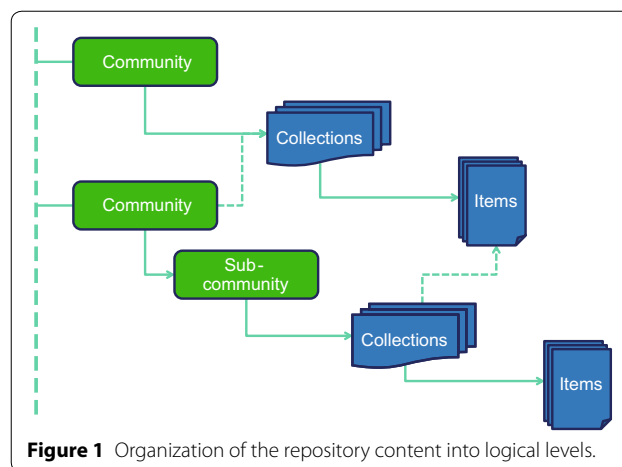 Community
Collections
Community
Items
Sub-
community
Collections
Items
Figure 1 Organization of the repository content into logical levels.